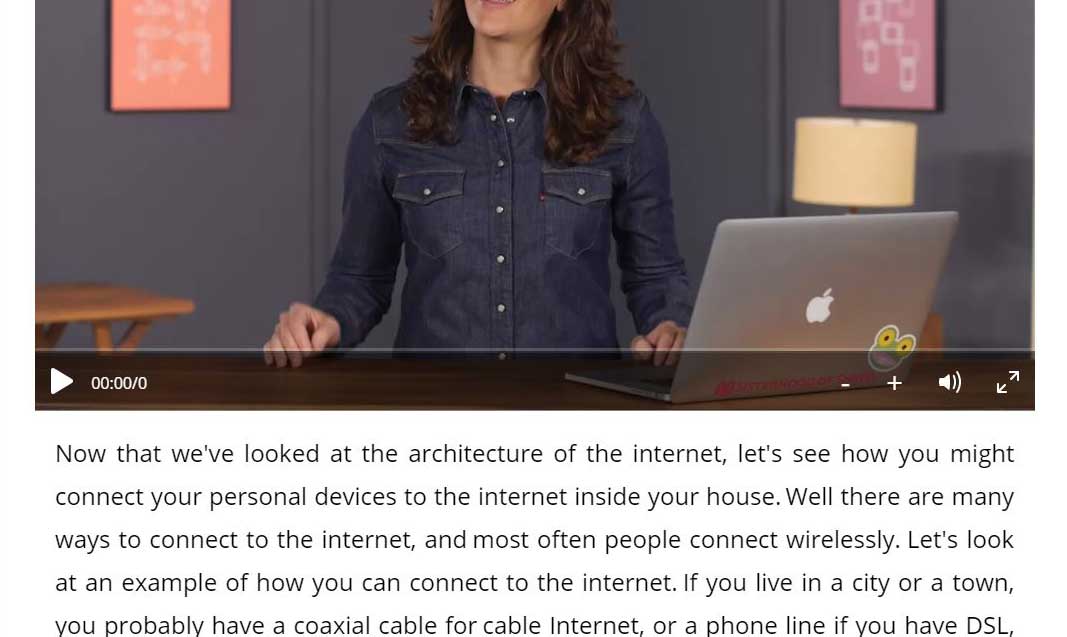 00:00/0
- +
Now that we've looked at the architecture of the internet, let's see how you might
connect your personal devices to the internet inside your house. Well there are many
ways to connect to the internet, and most often people connect wirelessly. Let's look
at an example of how you can connect to the internet. If you live in a city or a town,
you probably have a coaxial cable for cable Internet, or a phone line if you have DSL,